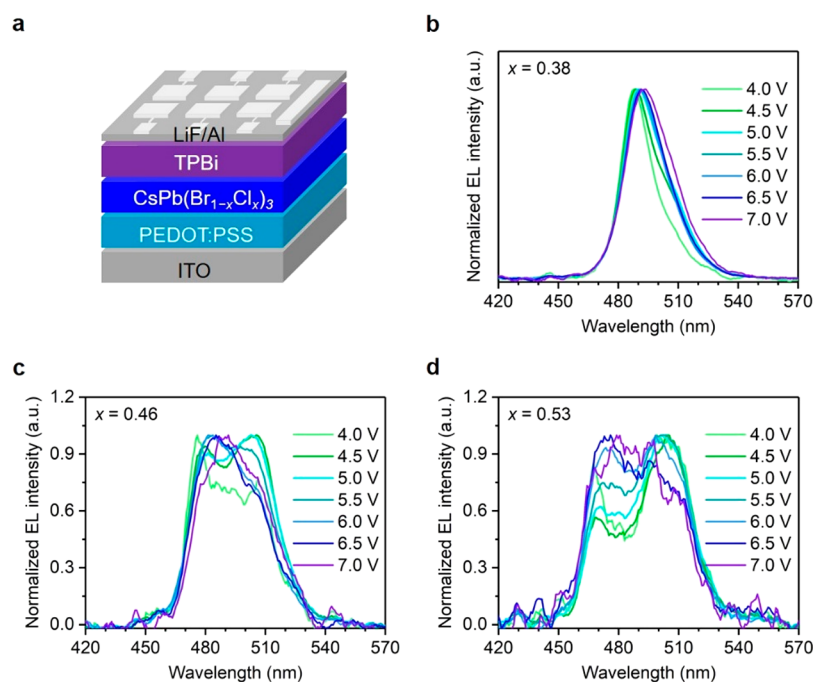 a
LiF/Al
TPBi
CsPb(Br₁₋ₓClₓ)₃
PEDOT:PSS
ITO
b
x = 0.38
4.0 V
4.5 V
5.0 V
5.5 V
6.0 V
6.5 V
7.0 V
Normalized EL intensity (a.u.)
420 450 480 510 540 570
Wavelength (nm)
c
x = 0.46
4.0 V
4.5 V
5.0 V
5.5 V
6.0 V
6.5 V
7.0 V
Normalized EL intensity (a.u.)
1.2
0.9
0.6
0.3
0.0
420 450 480 510 540 570
Wavelength (nm)
d
x = 0.53
4.0 V
4.5 V
5.0 V
5.5 V
6.0 V
6.5 V
7.0 V
Normalized EL intensity (a.u.)
1.2
0.9
0.6
0.3
0.0
420 450 480 510 540 570
Wavelength (nm)